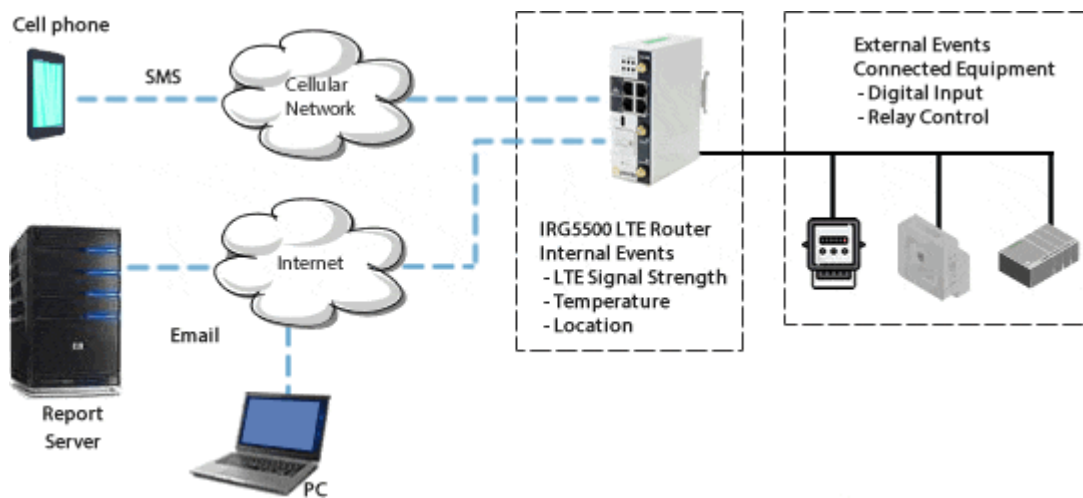 Cell phone
SMS
Cellular
Network
External Events
Connected Equipment
- Digital Input
- Relay Control
IRG5500 LTE Router
Internal Events
- LTE Signal Strength
- Temperature
- Location
Internet
Email
Report
Server
PC